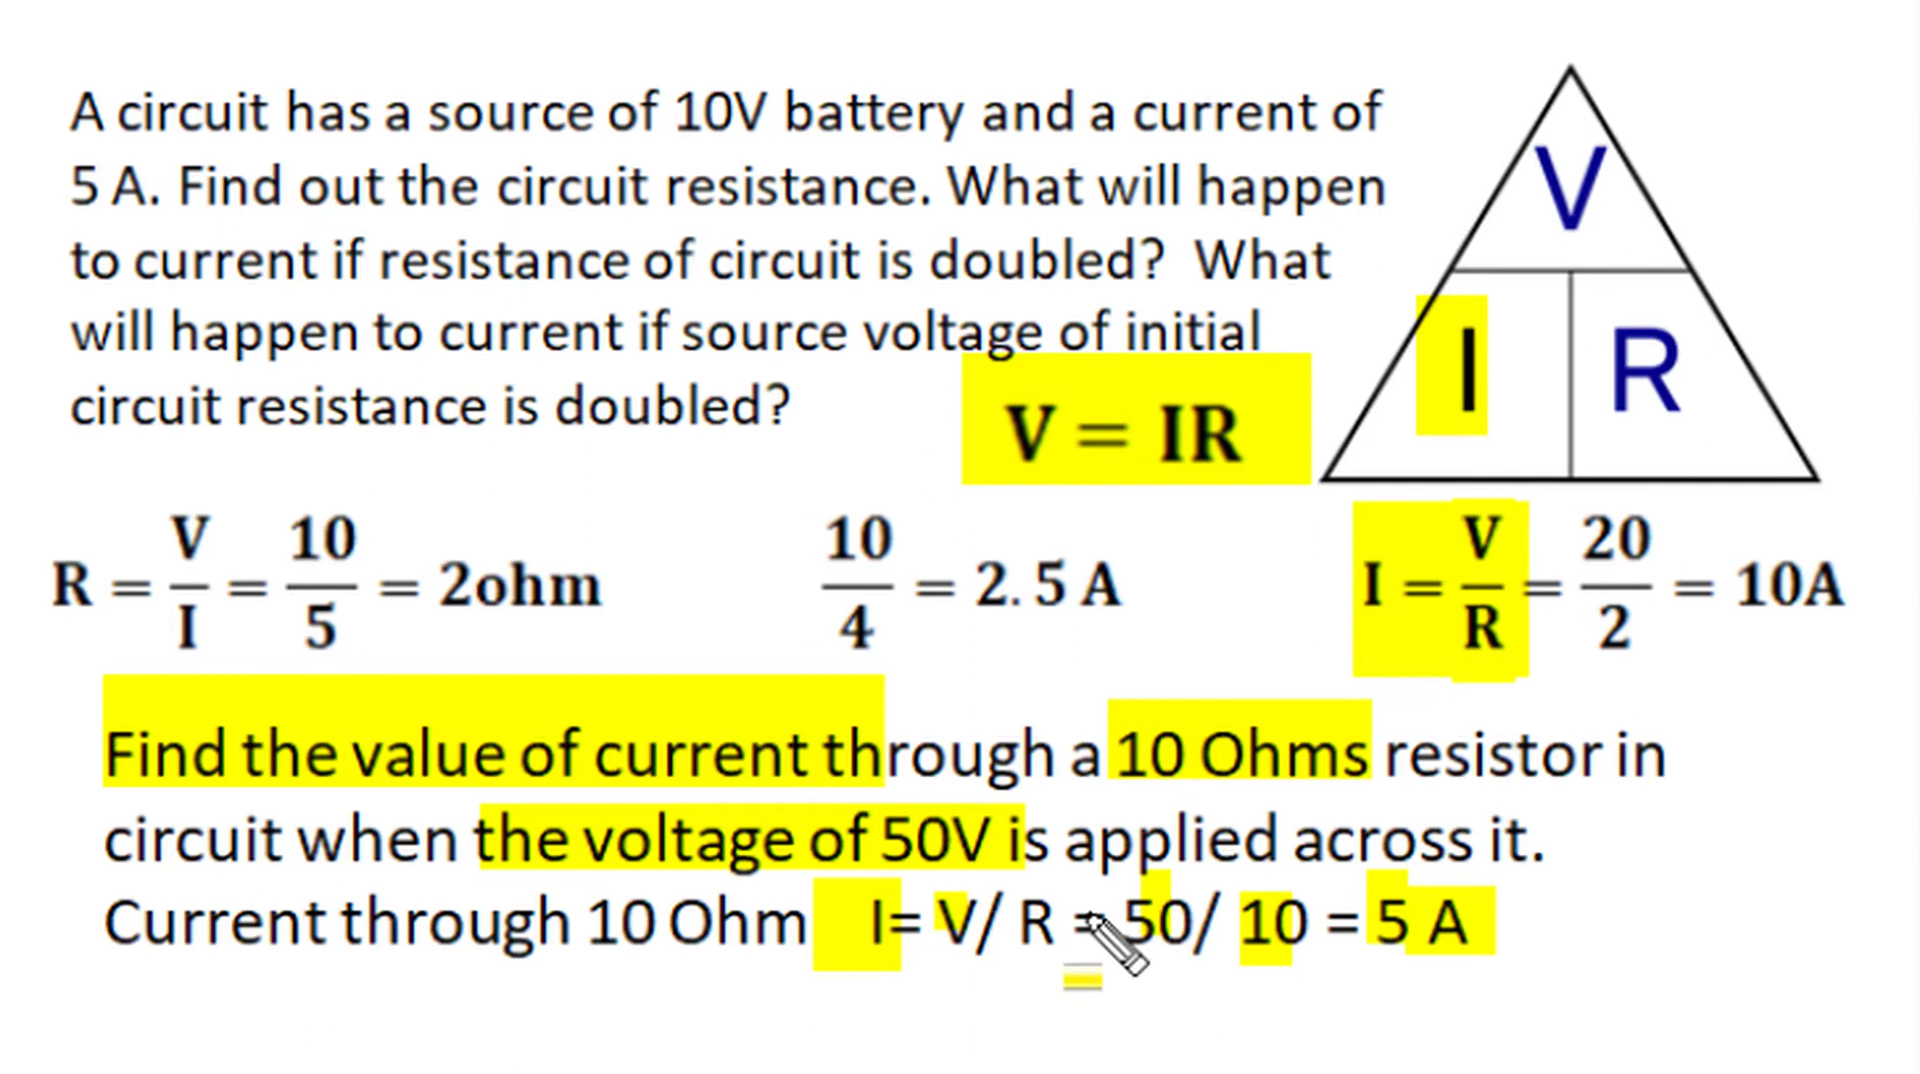 A circuit has a source of 10V battery and a current of
5 A. Find out the circuit resistance. What will happen
to current if resistance of circuit is doubled? What
will happen to current if source voltage of initial
circuit resistance is doubled?
V = IR
V
I R
R = V/I = 10/5 = 2ohm
10/4 = 2.5 A
I = V/R = 20/2 = 10A
Find the value of current through a 10 Ohms resistor in
circuit when the voltage of 50V is applied across it.
Current through 10 Ohm I= V/ R = 50/ 10 = 5 A